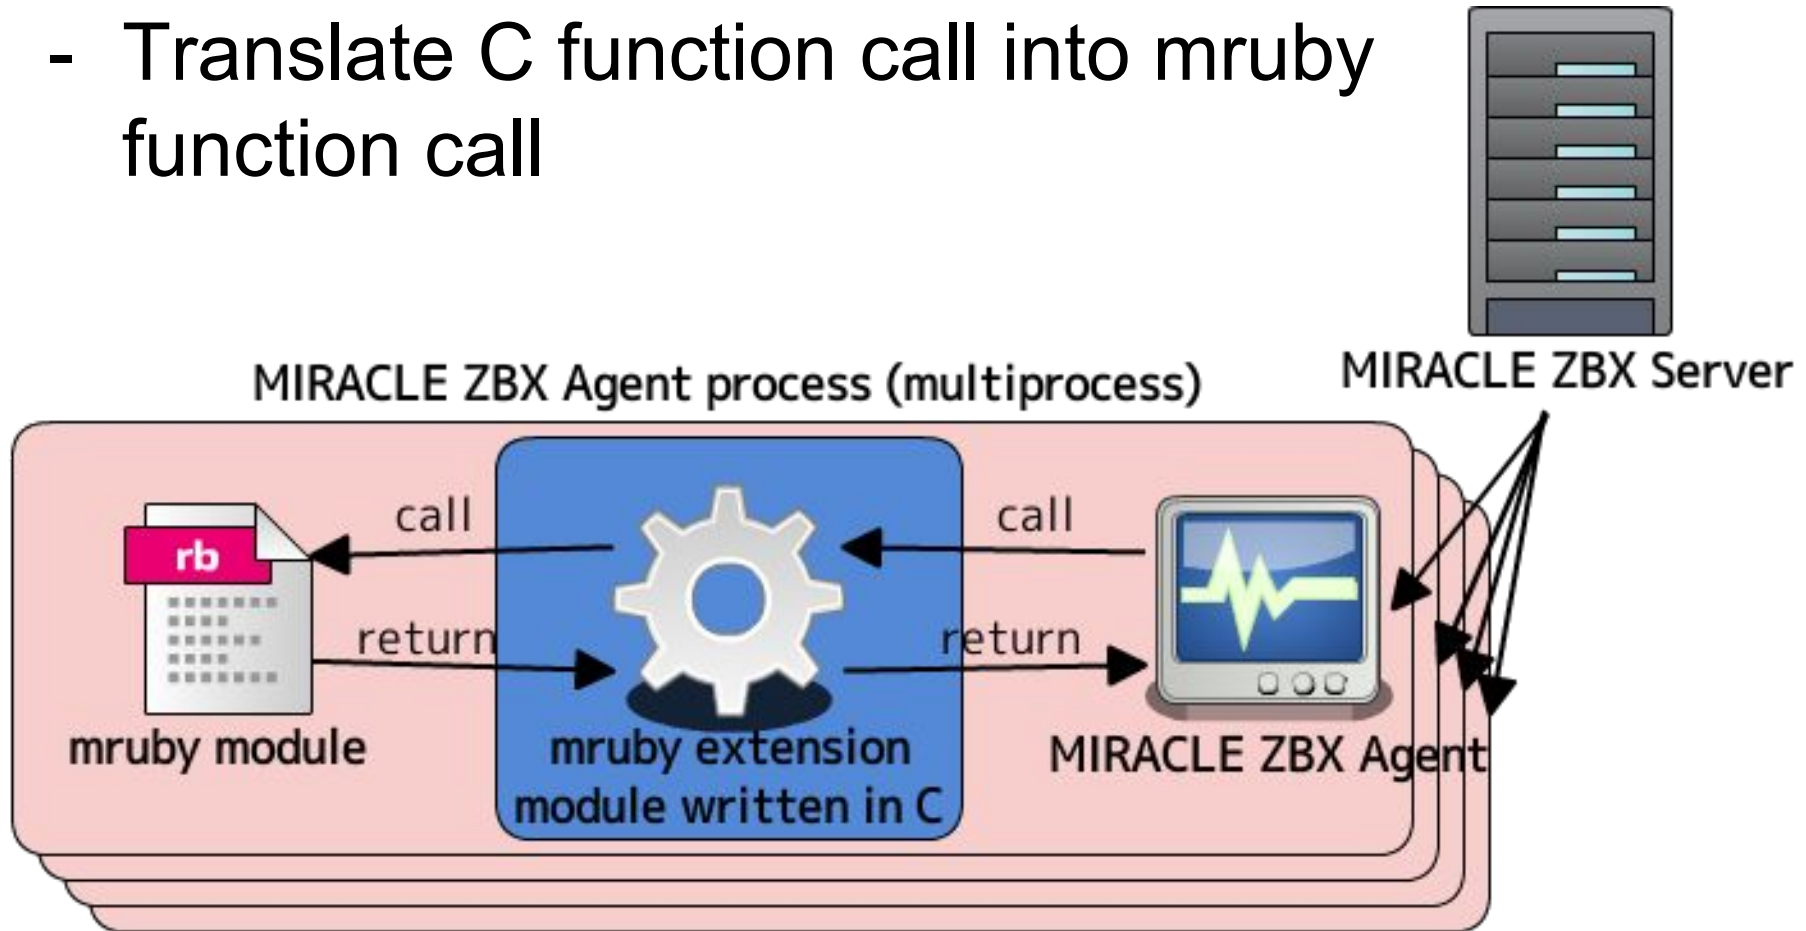 - Translate C function call into mruby
function call
MIRACLE ZBX Server
MIRACLE ZBX Agent process (multiprocess)
call
call
rb
return
return
mruby module
mruby extension
module written in C
MIRACLE ZBX Agent